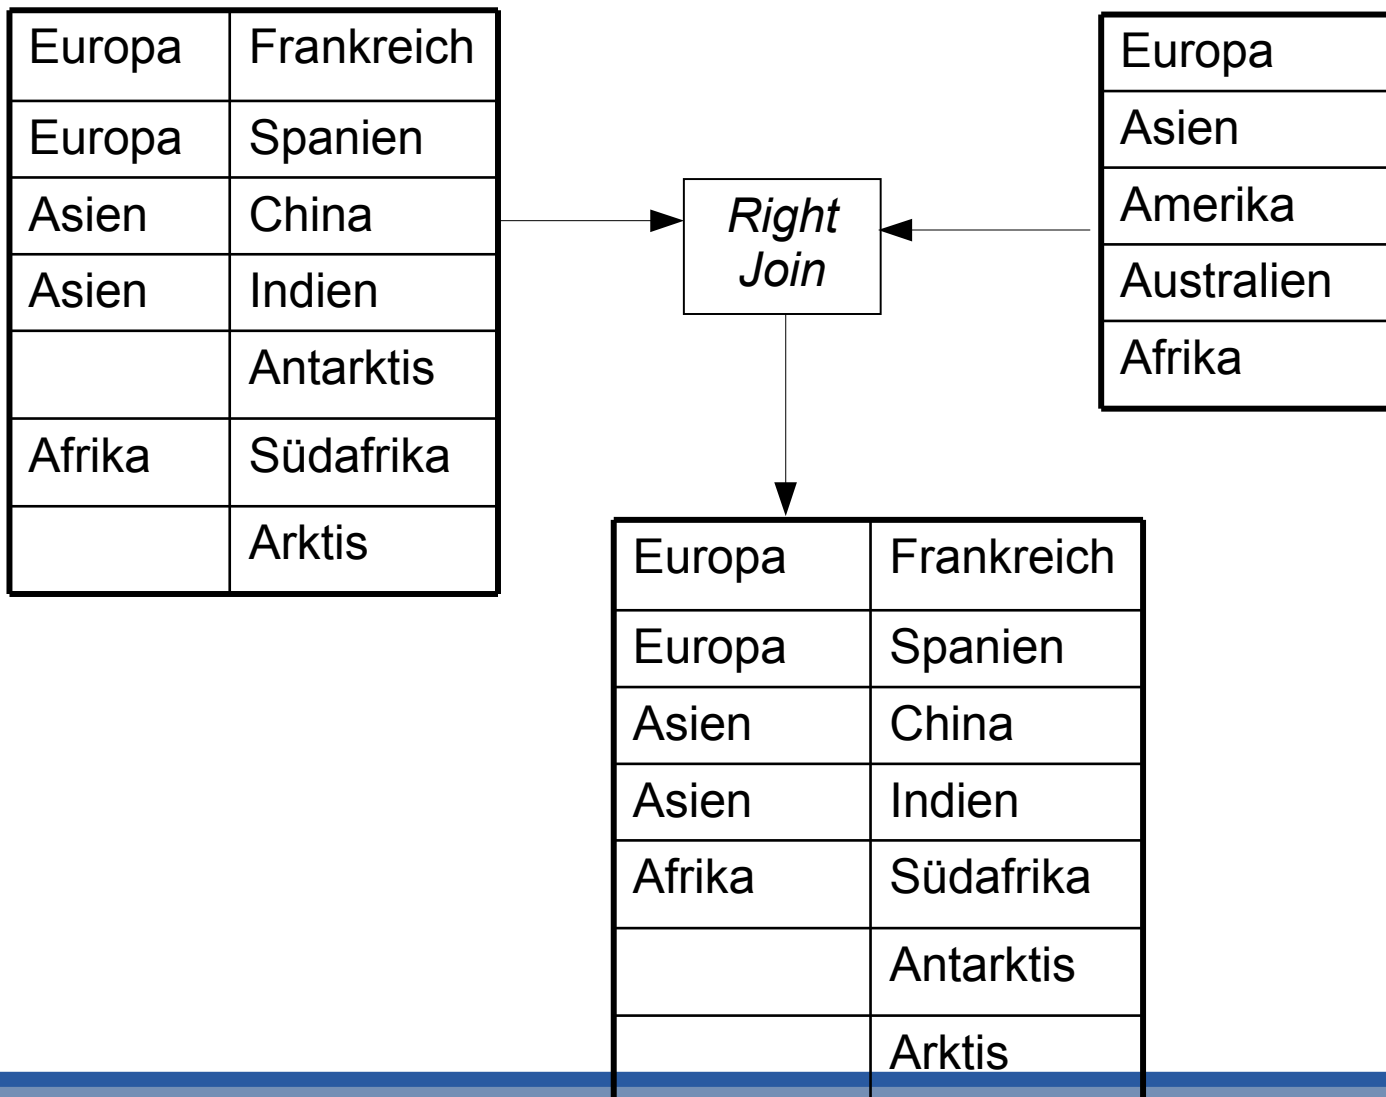 Europa Frankreich
Europa Spanien
Asien China
Asien Indien
Antarktis
Afrika Südafrika
Arktis
Right
Join
Europa
Asien
Amerika
Australien
Afrika
Europa Frankreich
Europa Spanien
Asien China
Asien Indien
Afrika Südafrika
Antarktis
Arktis